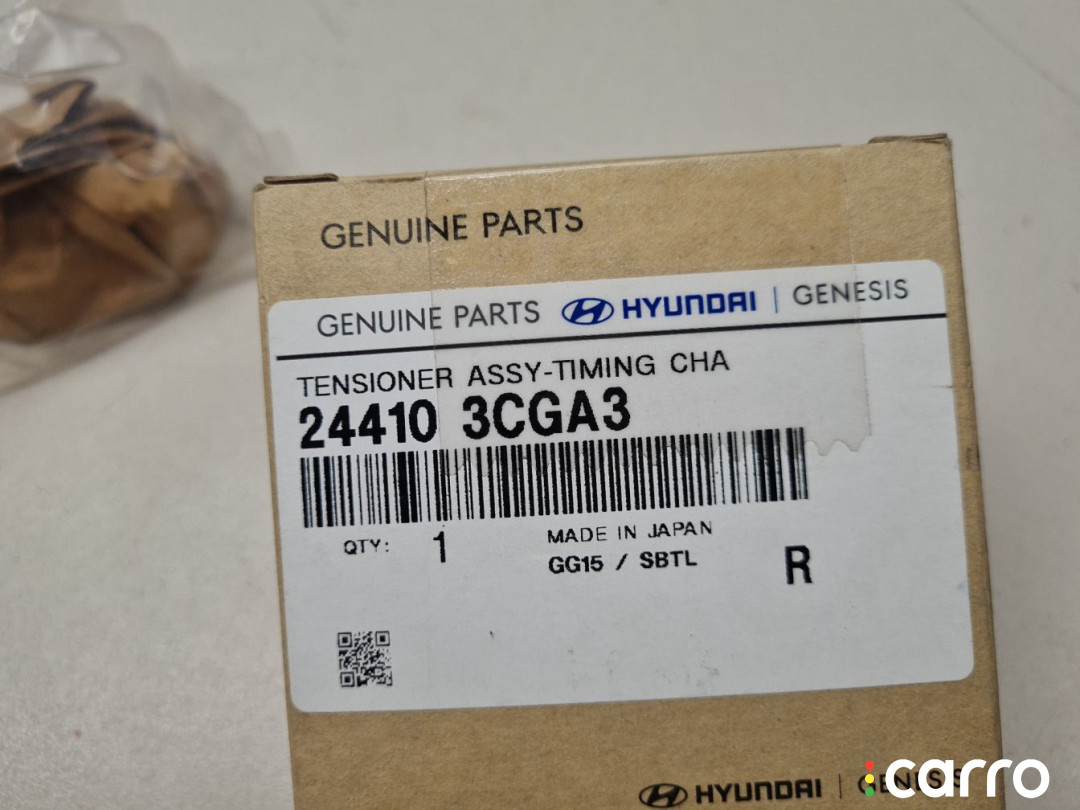 GENUINE PARTS
GENUINE PARTS HYUNDAI | GENESIS
TENSIONER ASSY-TIMING CHA
24410 3CGA3
QTY: 1
MADE IN JAPAN
GG15 / SBTL
R
HYUNDAI | GENESIS
carro